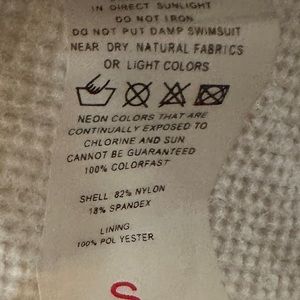 IN DIRECT SUNLIGHT
DO NOT IRON
DO NOT PUT DAMP SWIMSUIT
NEAR DRY, NATURAL FABRICS
OR LIGHT COLORS
NEON COLORS THAT ARE
CONTINUALLY EXPOSED TO
CHLORINE AND SUN
CANNOT BE GUARANTEED
100% COLORFAST
SHELL: 82% NYLON
18% SPANDEX
LINING
100% POLYESTER
S